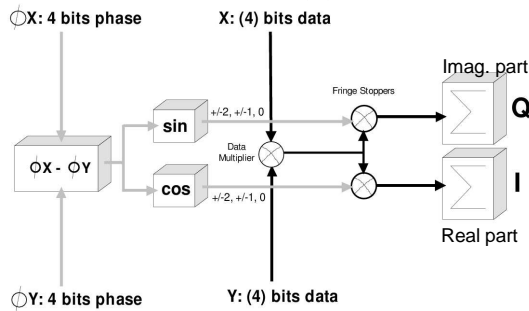 ∅X: 4 bits phase
X: (4) bits data
Imag. part
Fringe Stoppers
sin
+/-2, +/-1, 0
Q
Data
Multiplier
∅X - ∅Y
cos
+/-2, +/-1, 0
I
Real part
∅Y: 4 bits phase
Y: (4) bits data